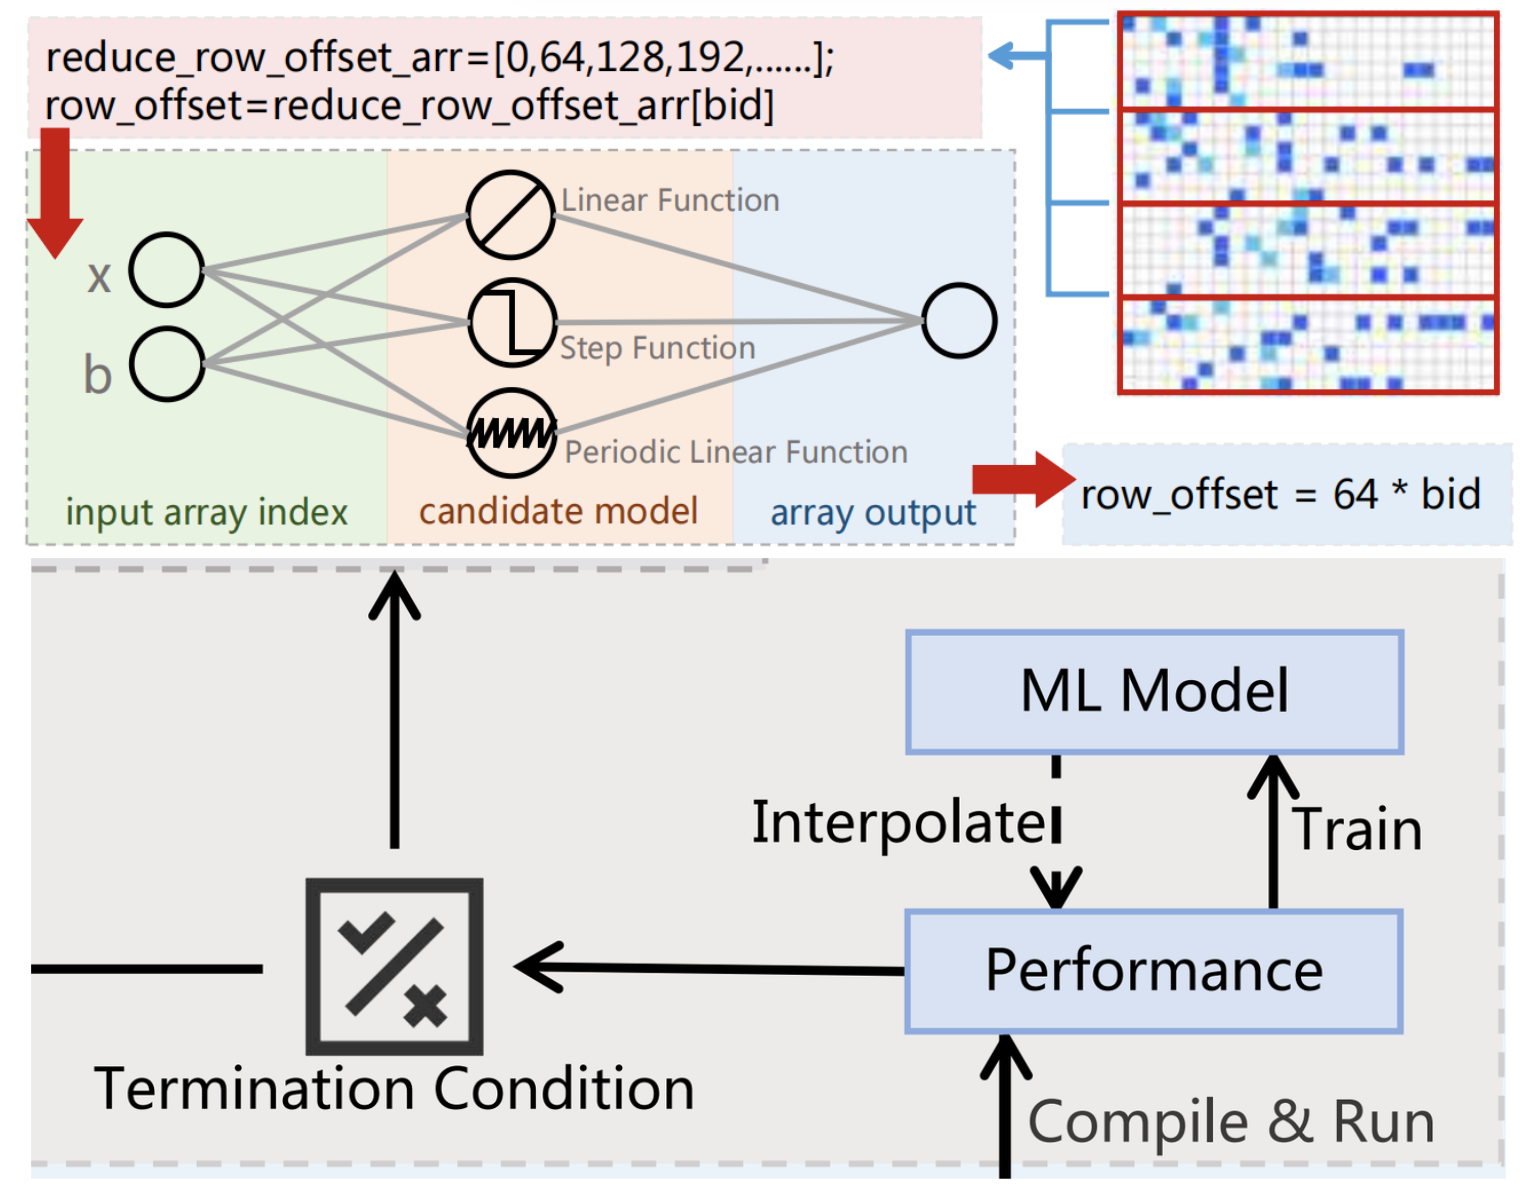 reduce_row_offset_arr=[0,64,128,192,......];
row_offset=reduce_row_offset_arr[bid]
Linear Function
x
Step Function
b
Periodic Linear Function
input array index
candidate model
array output
row_offset = 64 * bid
ML Model
Interpolate
Train
Performance
Termination Condition
Compile & Run